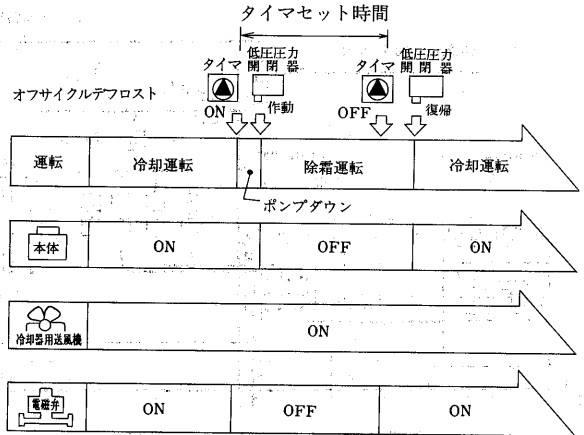 タイマセット時間
タイマ
低圧圧力
開閉器
タイマ
低圧圧力
開閉器
オフサイクルデフロスト
ON
作動
OFF
復帰
運転
冷却運転
除霜運転
冷却運転
ポンプダウン
本体
ON
OFF
ON
冷却器用送風機
ON
電磁弁
ON
OFF
ON